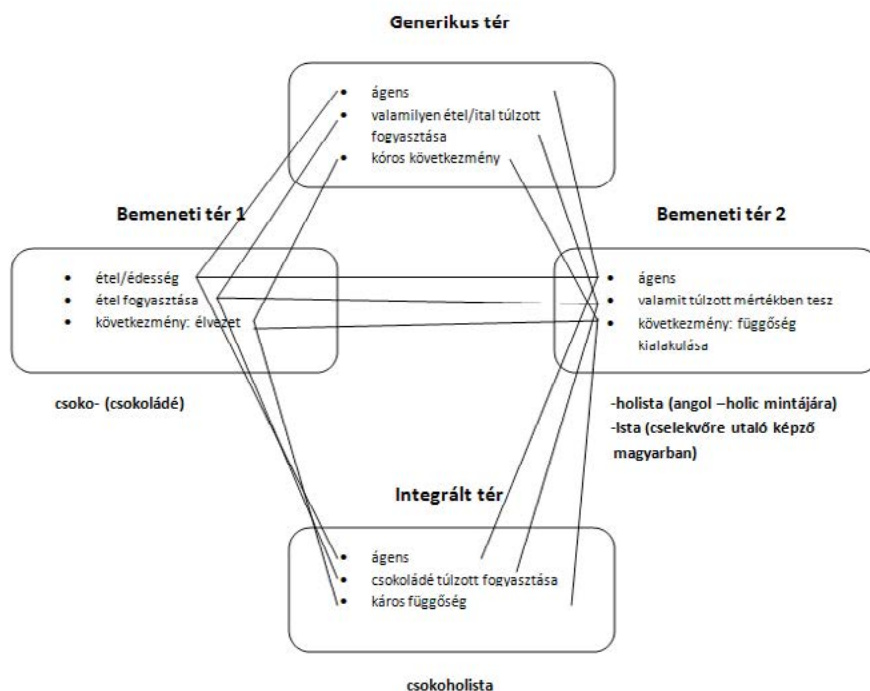 Generikus tér
• ágens
• valamilyen étel/ital túlzott
fogyasztása
• kóros következmény
Bemeneti tér 1
• étel/édesség
• étel fogyasztása
• következmény: élvezet
csoko- (csokoládé)
Bemeneti tér 2
• ágens
• valamit túlzott mértékben tesz
• következmény: függőség
kialakulása
-holista (angol –holic mintájára)
-Ista (cselekvőre utaló képző
magyarban)
Integrált tér
• ágens
• csokoládé túlzott fogyasztása
• káros függőség
csokoholista